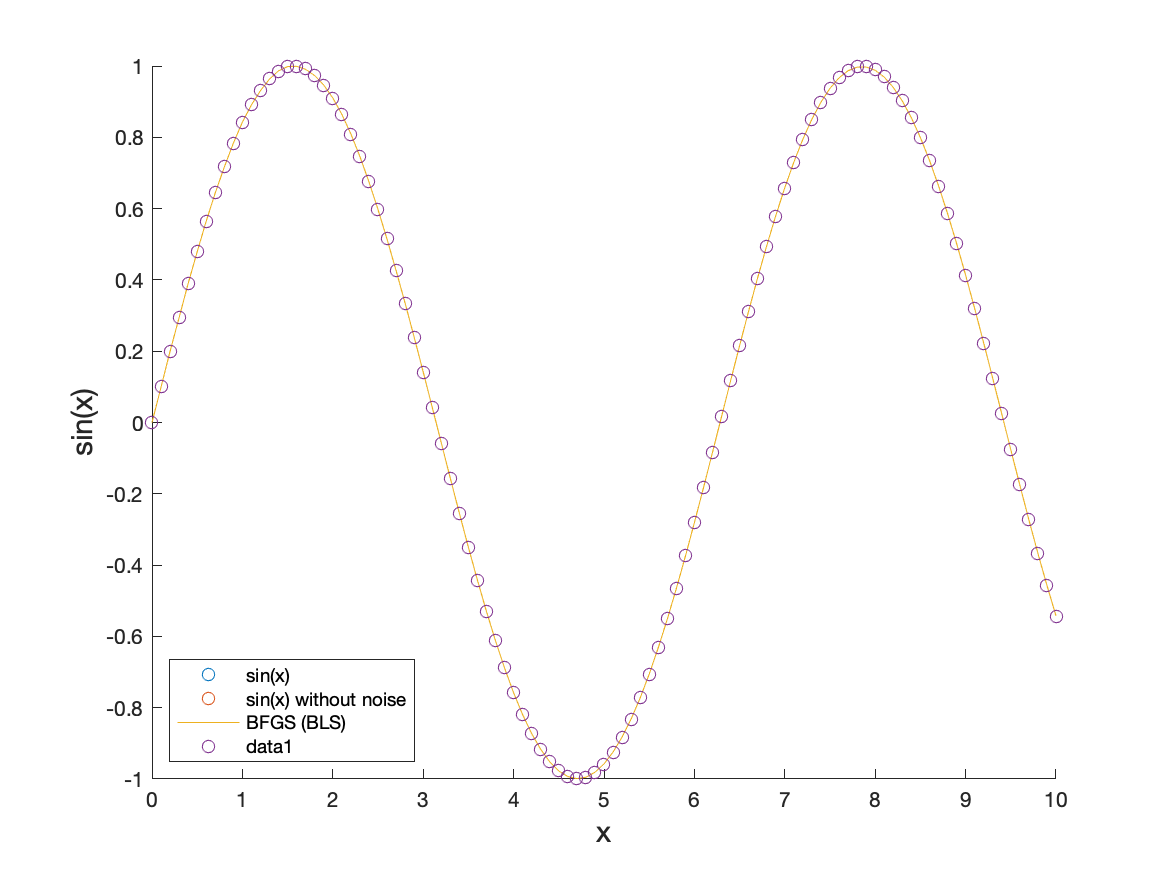 1
0.8
0.6
0.4
0.2
0
-0.2
-0.4
-0.6
-0.8
-1
sin(x)
sin(x)
sin(x) without noise
BFGS (BLS)
data1
0 1 2 3 4 5 6 7 8 9 10
x